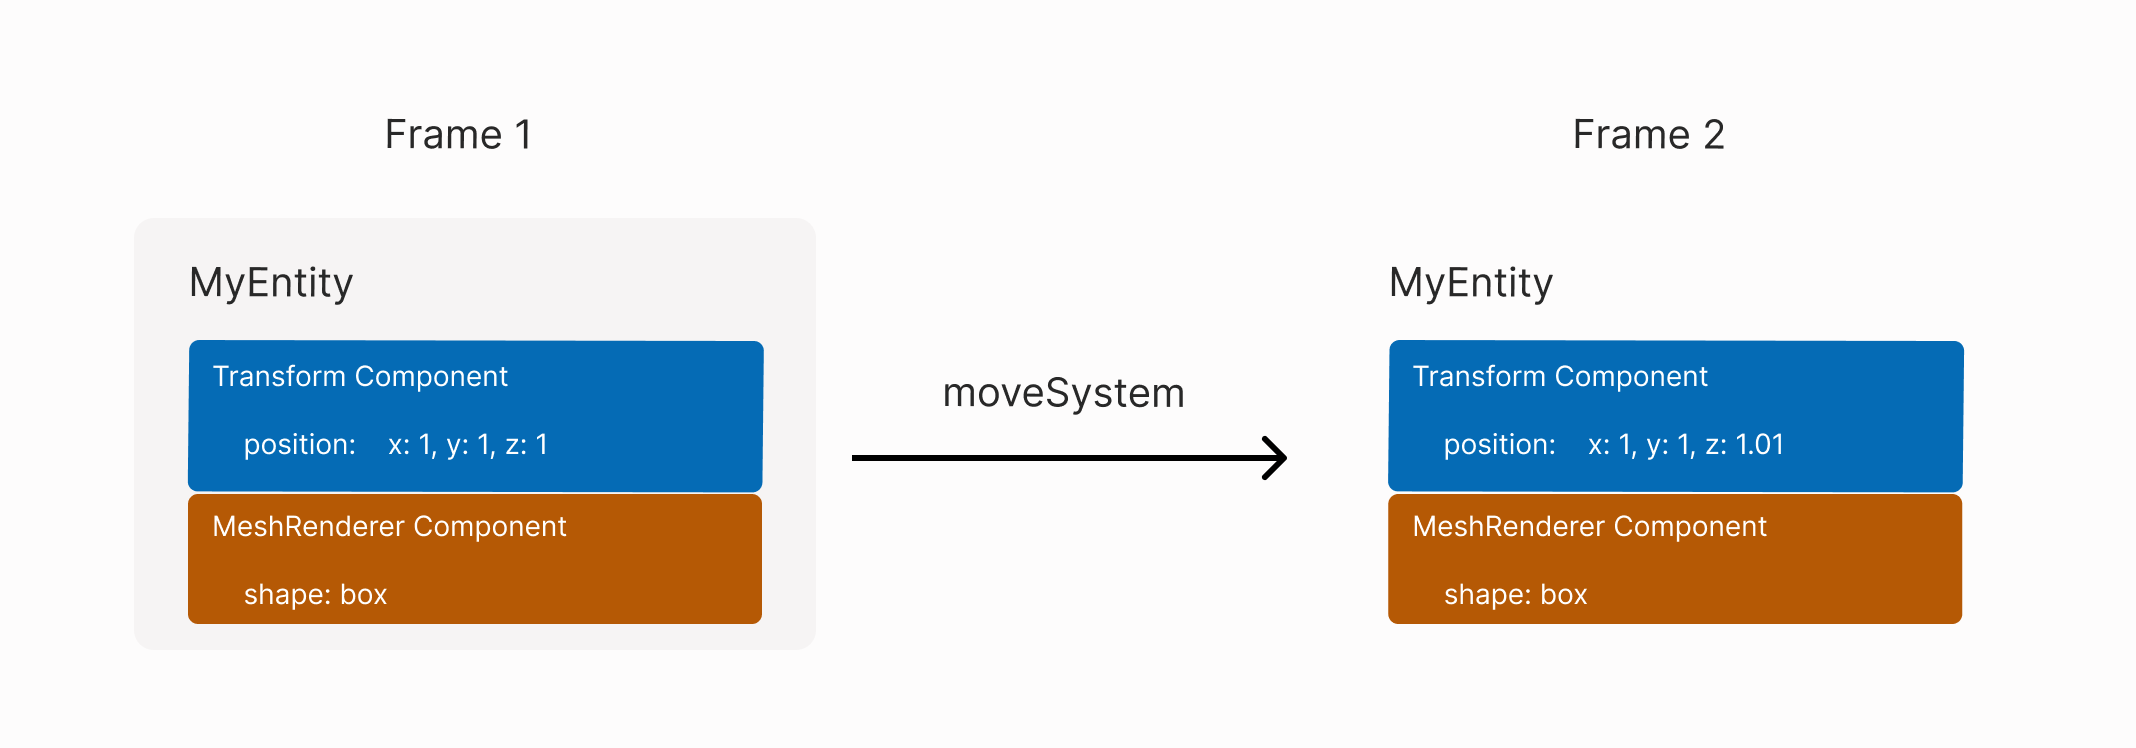 Frame 1
MyEntity
Transform Component
position: x: 1, y: 1, z: 1
MeshRenderer Component
shape: box
moveSystem
Frame 2
MyEntity
Transform Component
position: x: 1, y: 1, z: 1.01
MeshRenderer Component
shape: box